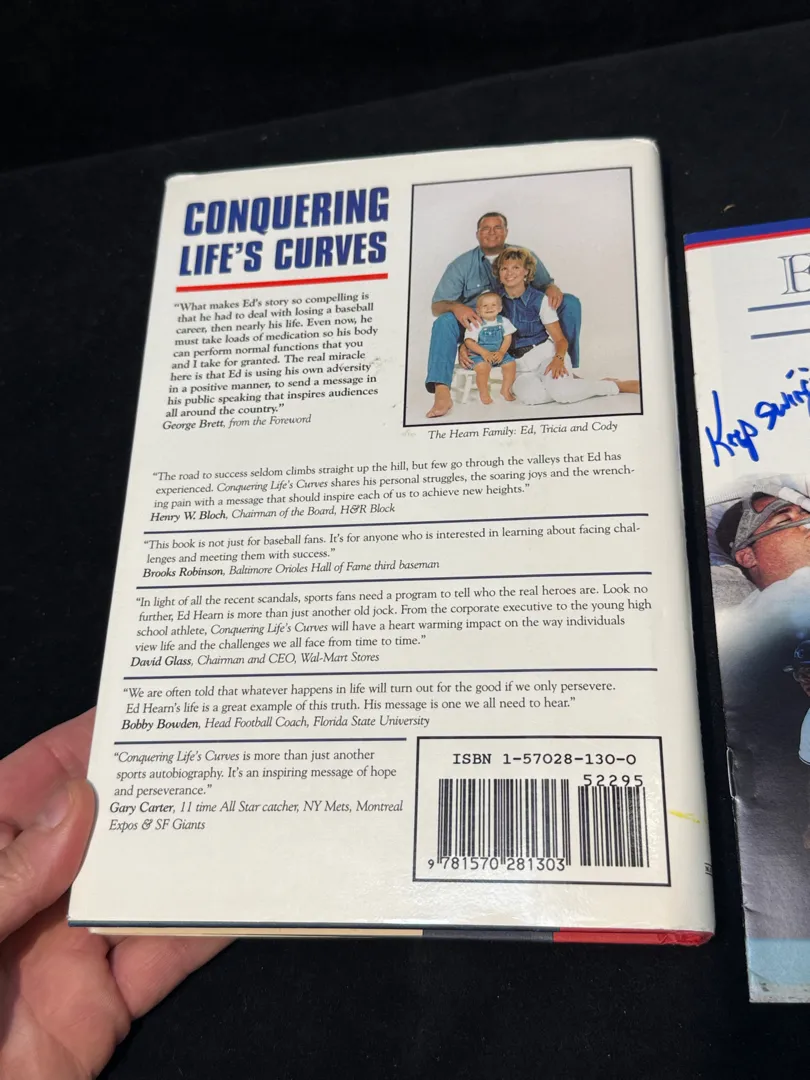 CONQUERING
LIFE'S CURVES
“What makes Ed's story so compelling is
that he had to deal with losing a baseball
career, then nearly his life. Even now, he
must take loads of medication so his body
can perform normal functions that you
and I take for granted. The real miracle
here is that Ed is using his own adversity
in a positive manner, to send a message in
his public speaking that inspires audiences
all around the country.”
George Brett, from the Foreword
The Hearn Family: Ed, Tricia and Cody
“The road to success seldom climbs straight up the hill, but few go through the valleys that Ed has
experienced. Conquering Life's Curves shares his personal struggles, the soaring joys and the wrench-
ing pain with a message that should inspire each of us to achieve new heights.”
Henry W. Bloch, Chairman of the Board, H&R Block
“This book is not just for baseball fans. It's for anyone who is interested in learning about facing chal-
lenges and meeting them with success.”
Brooks Robinson, Baltimore Orioles Hall of Fame third baseman
“In light of all the recent scandals, sports fans need a program to tell who the real heroes are. Look no
further, Ed Hearn is more than just another old jock. From the corporate executive to the young high
school athlete, Conquering Life's Curves will have a heart warming impact on the way individuals
view life and the challenges we all face from time to time.”
David Glass, Chairman and CEO, Wal-Mart Stores
“We are often told that whatever happens in life will turn out for the good if we only persevere.
Ed Hearn's life is a great example of this truth. His message is one we all need to hear.”
Bobby Bowden, Head Football Coach, Florida State University
“Conquering Life's Curves is more than just another
sports autobiography. It's an inspiring message of hope
and perseverance.”
Gary Carter, 11 time All Star catcher, NY Mets, Montreal
Expos & SF Giants
ISBN 1-57028-130-0
52295
9 781570 281303
E
Keep